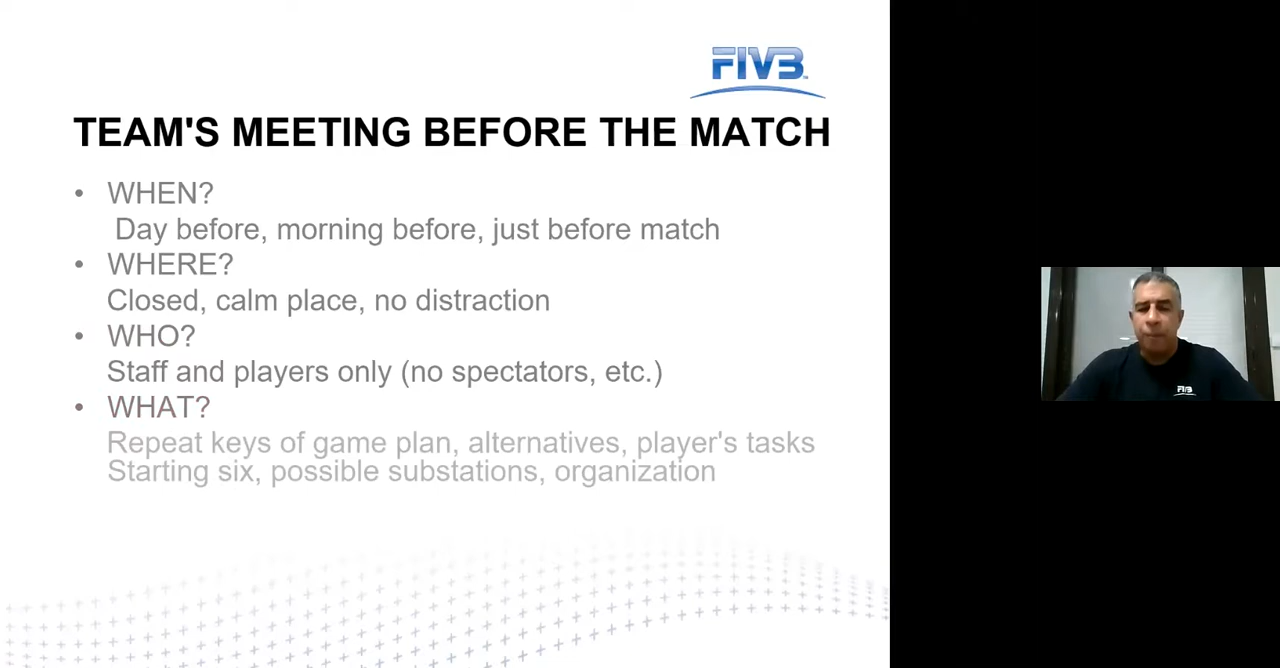 FIVB
TEAM'S MEETING BEFORE THE MATCH
• WHEN?
Day before, morning before, just before match
• WHERE?
Closed, calm place, no distraction
• WHO?
Staff and players only (no spectators, etc.)
• WHAT?
Repeat keys of game plan, alternatives, player's tasks
Starting six, possible substations, organization
FIVB